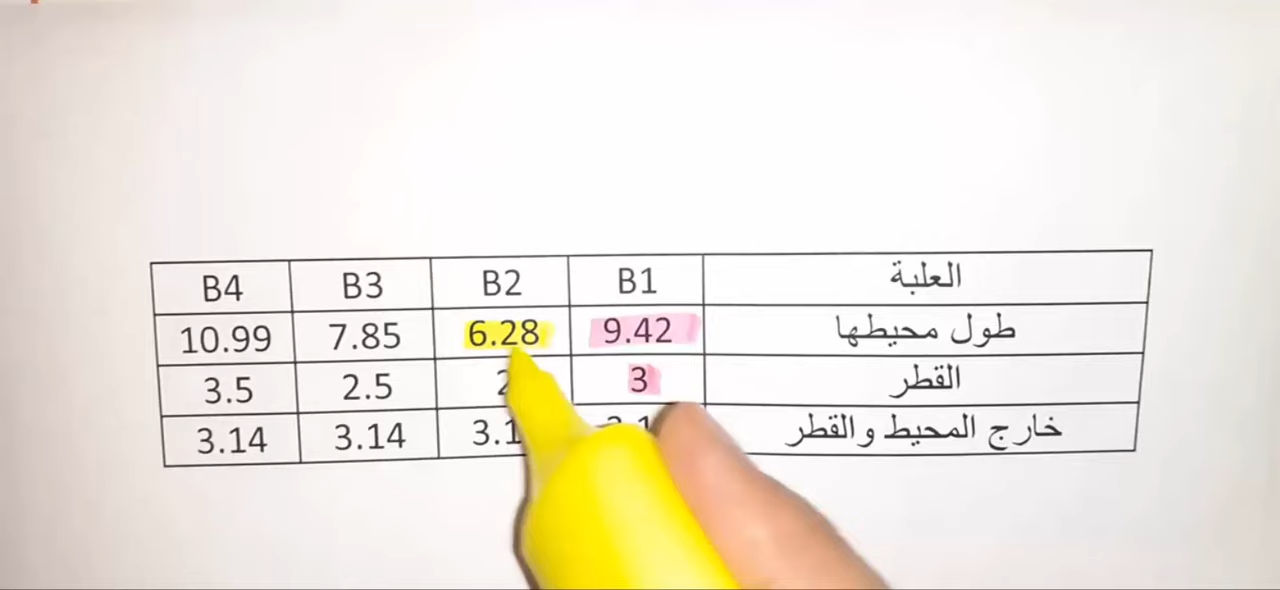 العلبة B1 B2 B3 B4
طول محيطها 9.42 6.28 7.85 10.99
القطر 3 2 2.5 3.5
خارج المحيط والقطر 3.14 3.14